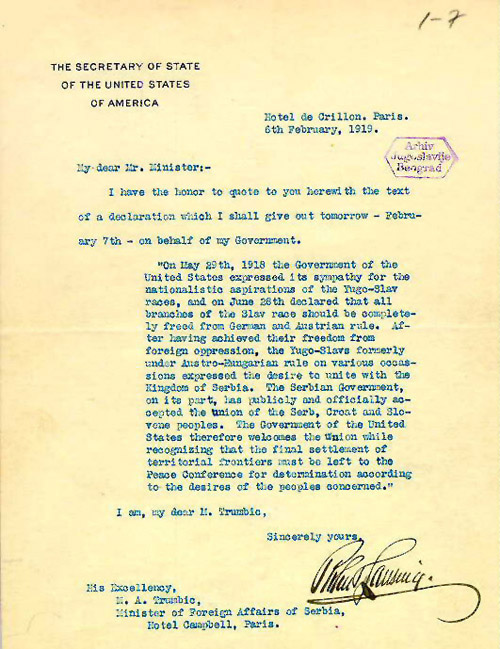 1-7
THE SECRETARY OF STATE
OF THE UNITED STATES
OF AMERICA
Hotel de Crillon. Paris.
6th February, 1919.
Arhiv
Jugoslavije
Beograd
My dear Mr. Minister:-
I have the honor to quote to you herewith the text
of a declaration which I shall give out tomorrow - Febru-
ary 7th - on behalf of my Government.
"On May 29th, 1918 the Government of the
United States expressed its sympathy for the
nationalistic aspirations of the Yugo-Slav
races, and on June 28th declared that all
branches of the Slav race should be complete-
ly freed from German and Austrian rule. Af-
ter having achieved their freedom from
foreign oppression, the Yugo-Slavs formerly
under Austro-Hungarian rule on various occas-
sions expressed the desire to unite with the
Kingdom of Serbia. The Serbian Government,
on its part, has publicly and officially ac-
cepted the union of the Serb, Croat and Slo-
vene peoples. The Government of the United
States therefore welcomes the Union while
recognizing that the final settlement of
territorial frontiers must be left to the
Peace Conference for determination according
to the desires of the peoples concerned."
I am, my dear M. Trumbic,
Sincerely yours,
Robert Lansing.
His Excellency,
M. A. Trumbic,
Minister of Foreign Affairs of Serbia,
Hotel Campbell, Paris.